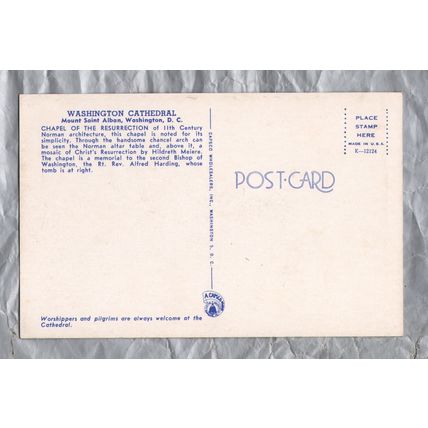 WASHINGTON CATHEDRAL
Mount Saint Alban, Washington, D. C.
CHAPEL OF THE RESURRECTION of 11th Century
Norman architecture, this chapel is noted for its
simplicity. Through the handsome chancel arch can
be seen the Norman altar table and, above it, a
mosaic of Christ's Resurrection by Hildreth Meiere.
The chapel is a memorial to the second Bishop of
Washington, the Rt. Rev. Alfred Harding, whose
tomb is at right.
Worshippers and pilgrims are always welcome at the
Cathedral.
CAPSCO WHOLESALERS, INC. WASHINGTON 2, D. C.
POST-CARD
PLACE
STAMP
HERE
MADE IN U.S.A.
K-12124